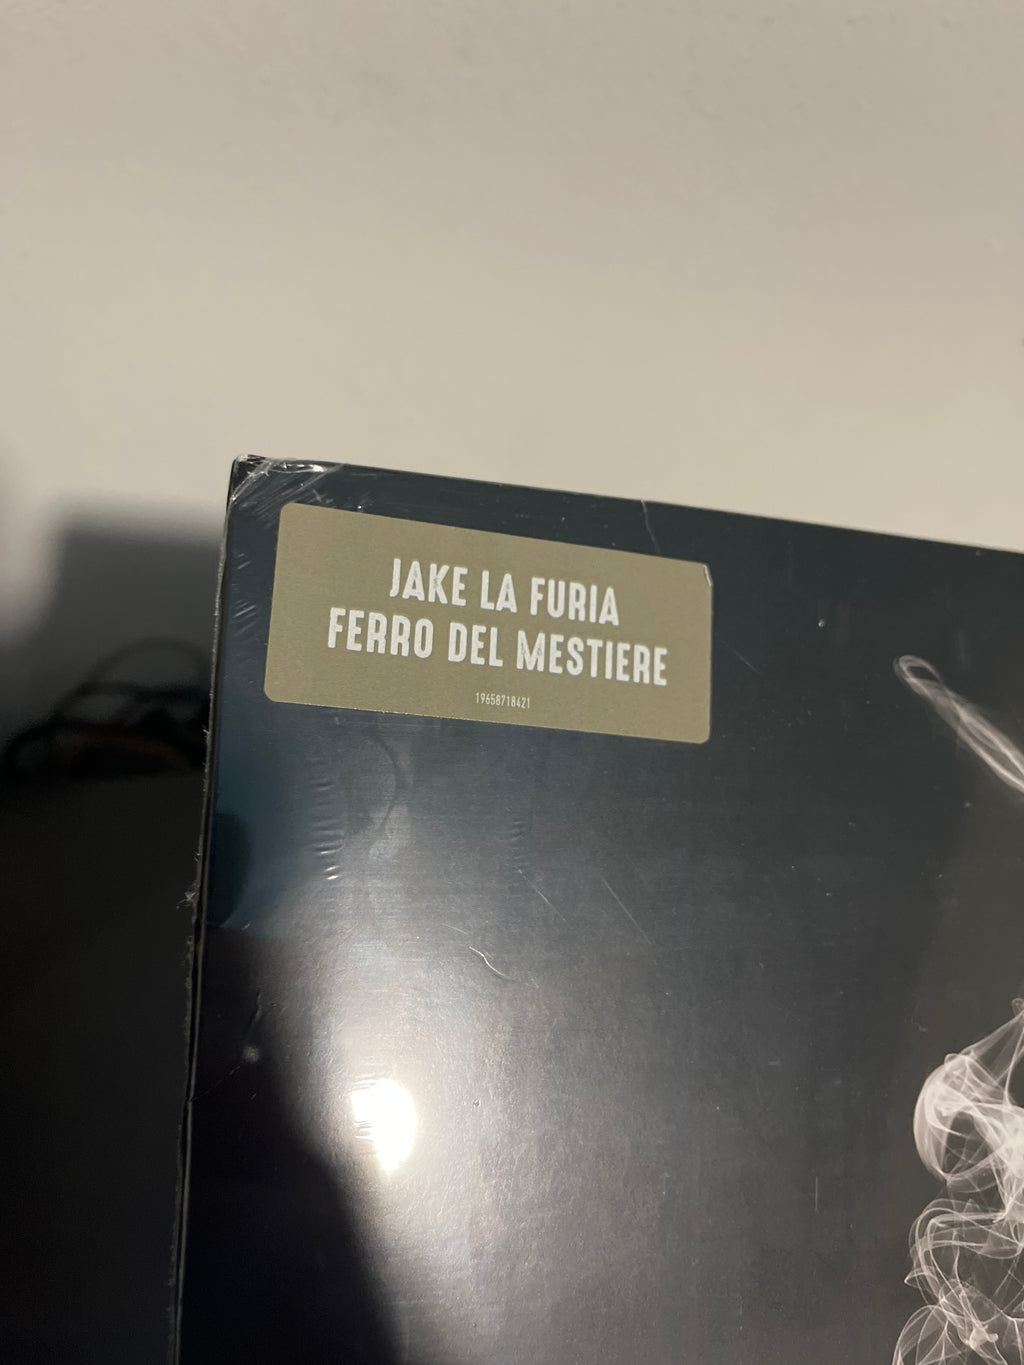 JAKE LA FURIA
FERRO DEL MESTIERE
19658718421